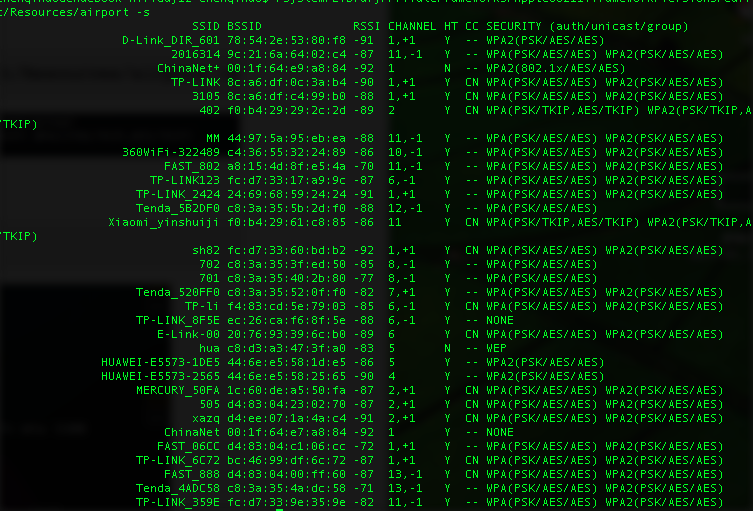 t:/Resources/airport -s
SSID BSSID RSSI CHANNEL HT CC SECURITY (auth/unicast/group)
D-Link_DIR_601 78:54:2e:53:80:f8 -91 1,+1 Y -- WPA2(PSK/AES/AES)
2016314 9c:21:6a:64:02:c4 -87 11,-1 Y -- WPA(PSK/AES/AES) WPA2(PSK/AES/AES)
ChinaNet+ 00:1f:64:e9:a8:84 -92 1 N -- WPA2(802.1x/AES/AES)
TP-LINK 8c:a6:df:0c:3a:b4 -90 1,+1 Y CN WPA(PSK/AES/AES) WPA2(PSK/AES/AES)
3105 8c:a6:df:c4:99:b0 -88 1,+1 Y CN WPA(PSK/AES/AES) WPA2(PSK/AES/AES)
402 f0:b4:29:29:2c:2d -89 2 Y CN WPA(PSK/TKIP,AES/TKIP) WPA2(PSK/TKIP,A
/TKIP)
MM 44:97:5a:95:eb:ea -88 11,-1 Y -- WPA(PSK/AES/AES) WPA2(PSK/AES/AES)
360WiFi-322489 c4:36:55:32:24:89 -86 10,-1 Y -- WPA(PSK/AES/AES) WPA2(PSK/AES/AES)
FAST_802 a8:15:4d:8f:e5:4a -70 11,-1 Y -- WPA(PSK/AES/AES) WPA2(PSK/AES/AES)
TP-LINK123 fc:d7:33:17:a9:9c -87 6,-1 Y -- WPA(PSK/AES/AES) WPA2(PSK/AES/AES)
TP-LINK_2424 24:69:68:59:24:24 -91 1,+1 Y -- WPA(PSK/AES/AES) WPA2(PSK/AES/AES)
Tenda_5B2DF0 c8:3a:35:5b:2d:f0 -88 12,-1 Y -- WPA(PSK/AES/AES)
Xiaomi_yinshuiji f0:b4:29:61:c8:85 -86 11 Y CN WPA(PSK/TKIP,AES/TKIP) WPA2(PSK/TKIP,A
/TKIP)
sh82 fc:d7:33:60:bd:b2 -92 1,+1 Y CN WPA(PSK/AES/AES) WPA2(PSK/AES/AES)
702 c8:3a:35:3f:ed:50 -85 8,-1 Y -- WPA(PSK/AES/AES)
701 c8:3a:35:40:2b:80 -77 8,-1 Y -- WPA(PSK/AES/AES)
Tenda_520FF0 c8:3a:35:52:0f:f0 -82 7,+1 Y -- WPA(PSK/AES/AES)
TP-li f4:83:cd:5e:79:03 -85 6,-1 Y CN WPA(PSK/AES/AES) WPA2(PSK/AES/AES)
TP-LINK_8F5E ec:26:ca:f6:8f:5e -88 6,-1 Y -- NONE
E-Link-00 20:76:93:39:6c:b0 -89 6 Y CN WPA(PSK/AES/AES) WPA2(PSK/AES/AES)
hua c8:d3:a3:47:3f:a0 -83 5 N -- WEP
HUAWEI-E5573-1DE5 44:6e:e5:58:1d:e5 -86 5 Y -- WPA2(PSK/AES/AES)
HUAWEI-E5573-2565 44:6e:e5:58:25:65 -90 4 Y -- WPA2(PSK/AES/AES)
MERCURY_50FA 1c:60:de:a5:50:fa -87 2,+1 Y CN WPA(PSK/AES/AES) WPA2(PSK/AES/AES)
505 d4:83:04:23:02:70 -87 2,+1 Y CN WPA(PSK/AES/AES) WPA2(PSK/AES/AES)
xazq d4:ee:07:1a:4a:c4 -91 2,+1 Y CN WPA(PSK/AES/AES) WPA2(PSK/AES/AES)
ChinaNet 00:1f:64:e7:a8:84 -92 1 Y -- NONE
FAST_06CC d4:83:04:c1:06:cc -72 1,+1 Y -- WPA(PSK/AES/AES) WPA2(PSK/AES/AES)
TP-LINK_6C72 bc:46:99:df:6c:72 -87 1,+1 Y CN WPA(PSK/AES/AES) WPA2(PSK/AES/AES)
FAST_888 d4:83:04:00:ff:60 -87 13,-1 Y CN WPA(PSK/AES/AES) WPA2(PSK/AES/AES)
Tenda_4ADC58 c8:3a:35:4a:dc:58 -71 13,-1 Y -- WPA(PSK/AES/AES)
TP-LINK_359E fc:d7:33:9e:35:9e -82 11,-1 Y -- WPA(PSK/AES/AES) WPA2(PSK/AES/AES)